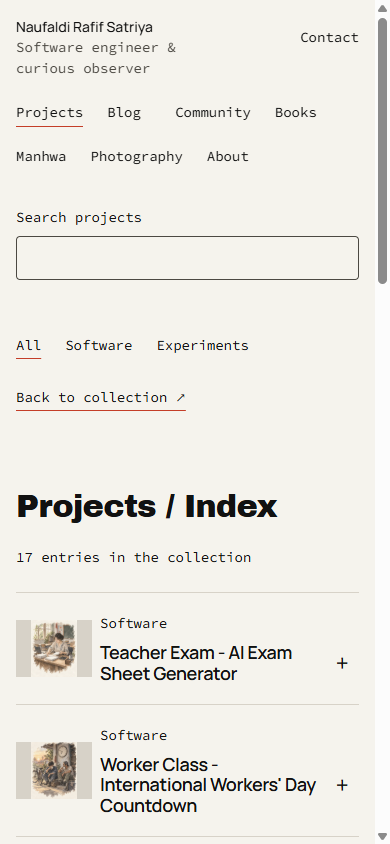 Naufaldi Rafif Satriya
Software engineer &
curious observer
Contact
Projects Blog Community Books
Manhwa Photography About
Search projects
All Software Experiments
Back to collection ↗
Projects / Index
17 entries in the collection
Software
Teacher Exam - AI Exam
Sheet Generator
+
Software
Worker Class -
International Workers' Day
Countdown
+